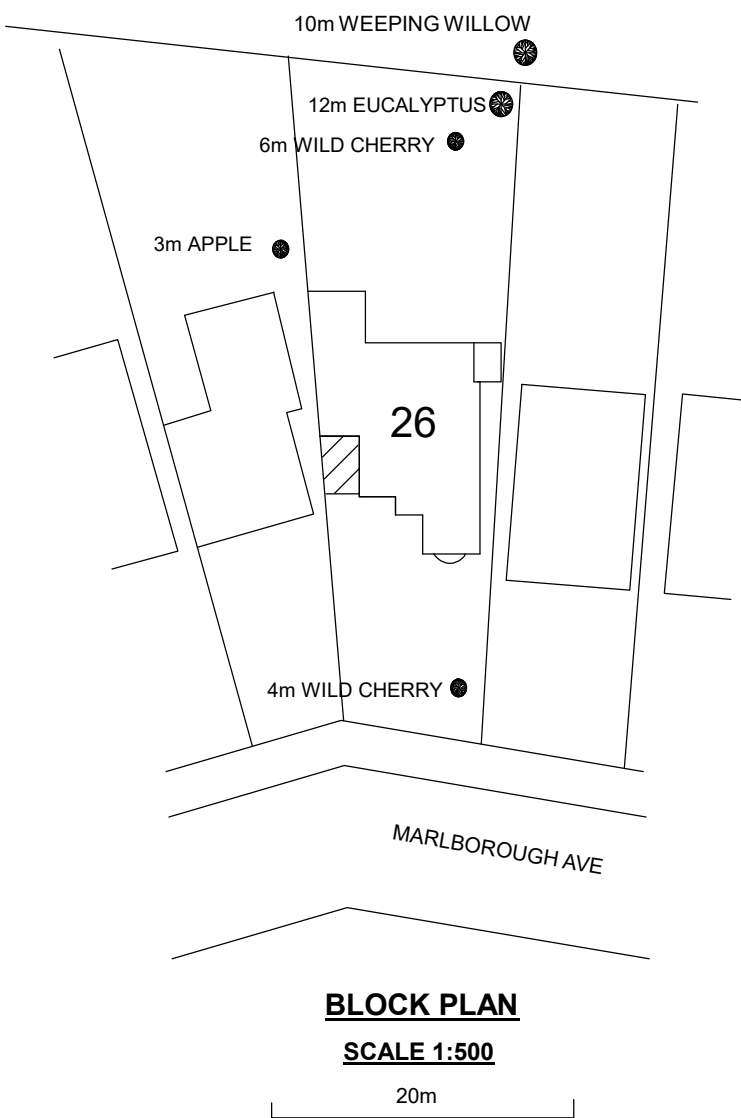 10m WEEPING WILLOW
12m EUCALYPTUS
6m WILD CHERRY
3m APPLE
26
4m WILD CHERRY
MARLBOROUGH AVE
BLOCK PLAN
SCALE 1:500
20m